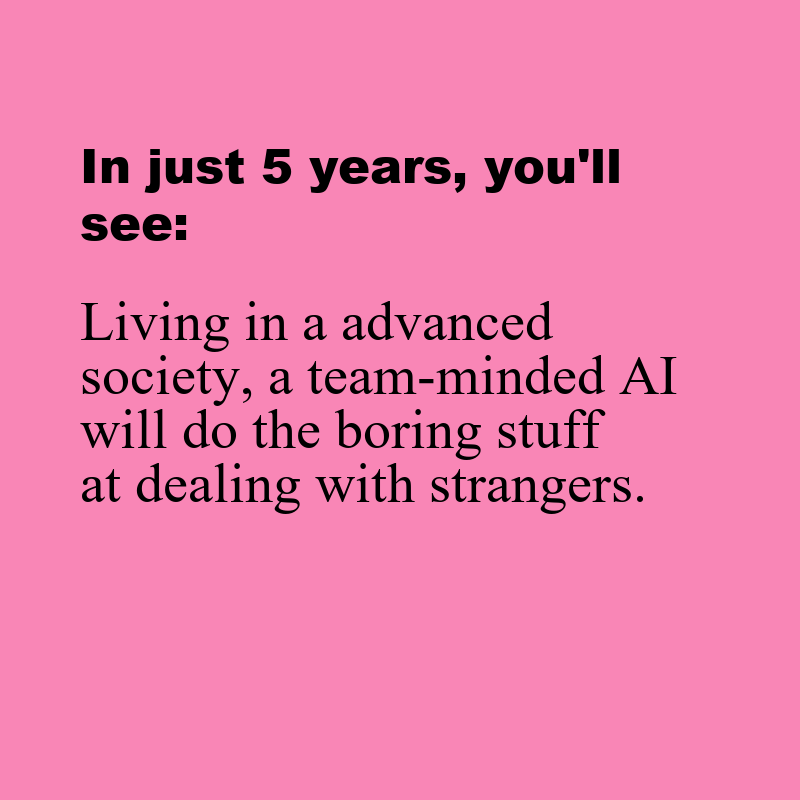 In just 5 years, you'll
see:
Living in a advanced
society, a team-minded AI
will do the boring stuff
at dealing with strangers.